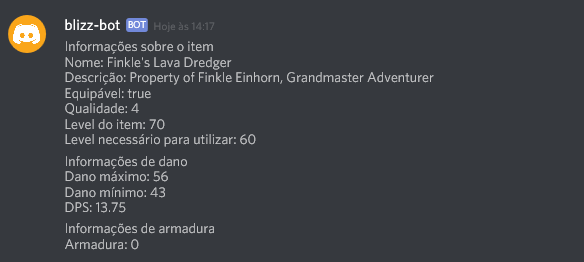 blizz-bot BOT Hoje às 14:17
Informações sobre o item
Nome: Finkle's Lava Dredger
Descrição: Property of Finkle Einhorn, Grandmaster Adventurer
Equipável: true
Qualidade: 4
Level do item: 70
Level necessário para utilizar: 60
Informações de dano
Dano máximo: 56
Dano mínimo: 43
DPS: 13.75
Informações de armadura
Armadura: 0